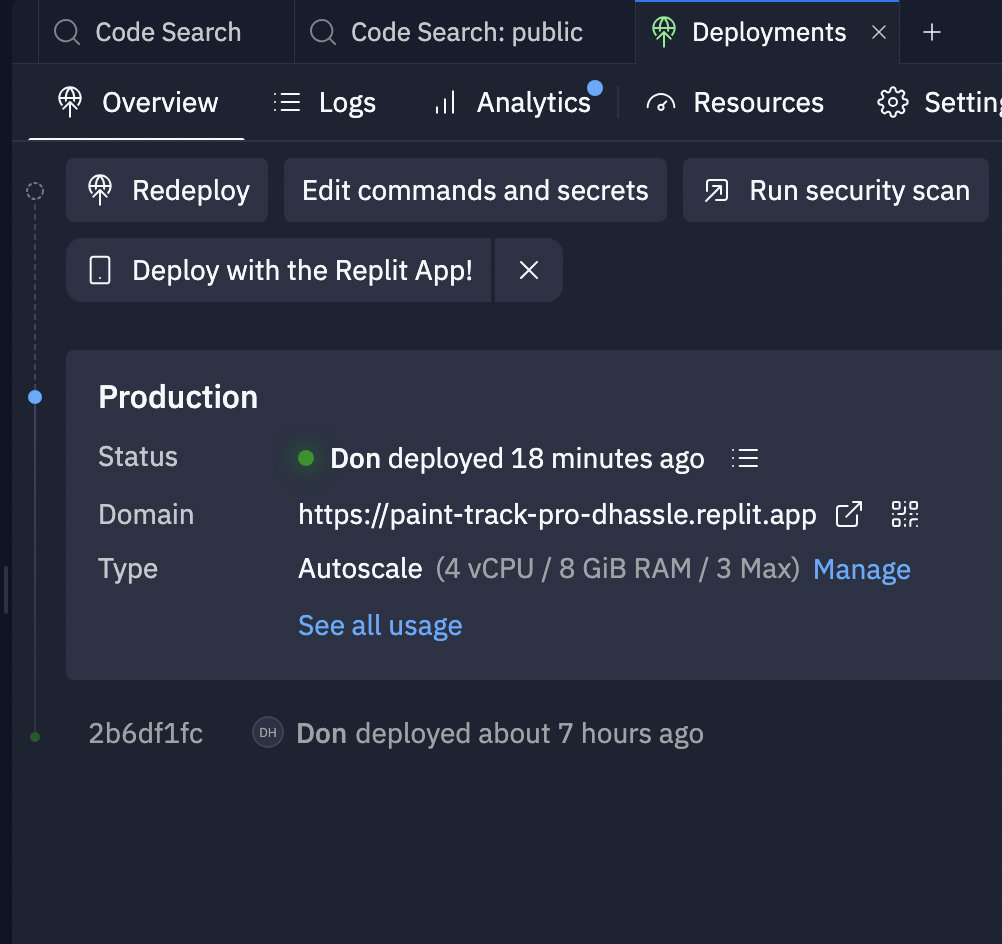 Code Search
Code Search: public
Deployments
Overview
Logs
Analytics
Resources
Setting
Redeploy
Edit commands and secrets
Run security scan
Deploy with the Replit App!
Production
Status
Don deployed 18 minutes ago
Domain
https://paint-track-pro-dhassle.replit.app
Type
Autoscale (4 vCPU / 8 GiB RAM / 3 Max) Manage
See all usage
2b6df1fc
DH
Don deployed about 7 hours ago